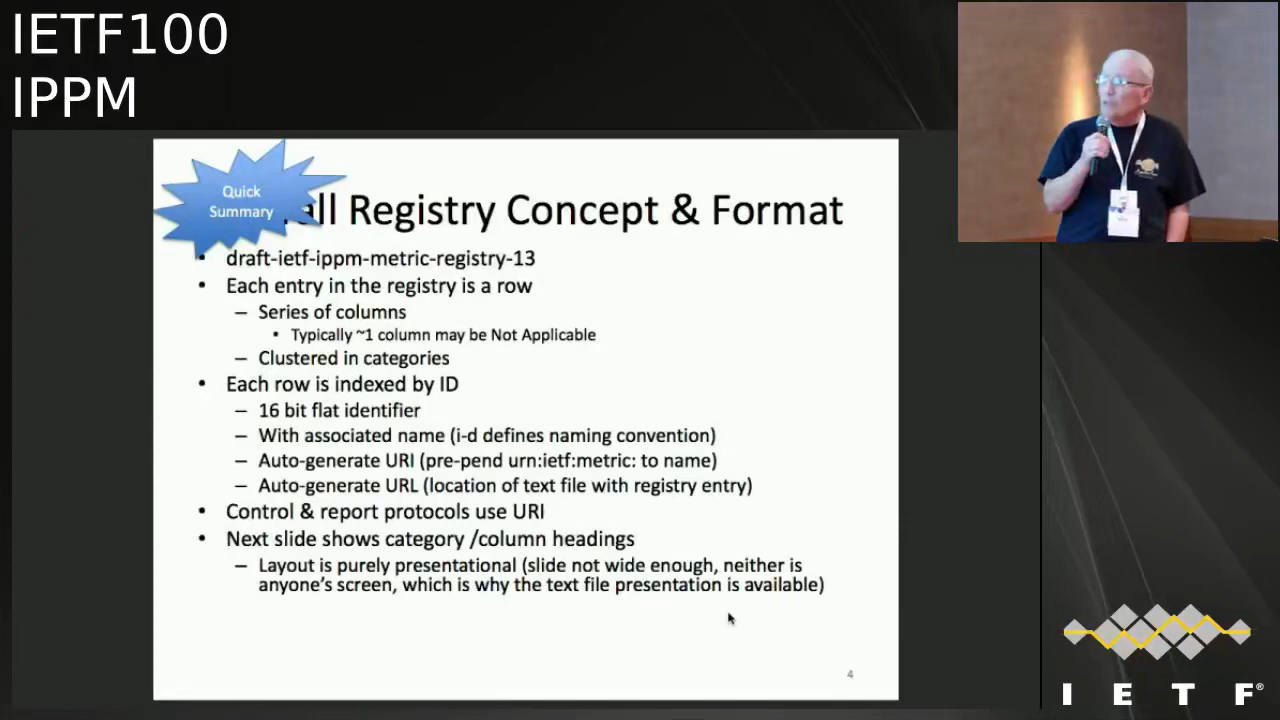 IETF100
IPPM
Quick
Summary
all Registry Concept & Format
• draft-ietf-ippm-metric-registry-13
• Each entry in the registry is a row
– Series of columns
• Typically ~1 column may be Not Applicable
– Clustered in categories
• Each row is indexed by ID
– 16 bit flat identifier
– With associated name (i-d defines naming convention)
– Auto-generate URI (pre-pend urn:ietf:metric: to name)
– Auto-generate URL (location of text file with registry entry)
• Control & report protocols use URI
• Next slide shows category /column headings
– Layout is purely presentational (slide not wide enough, neither is
anyone's screen, which is why the text file presentation is available)
4
I E T F®